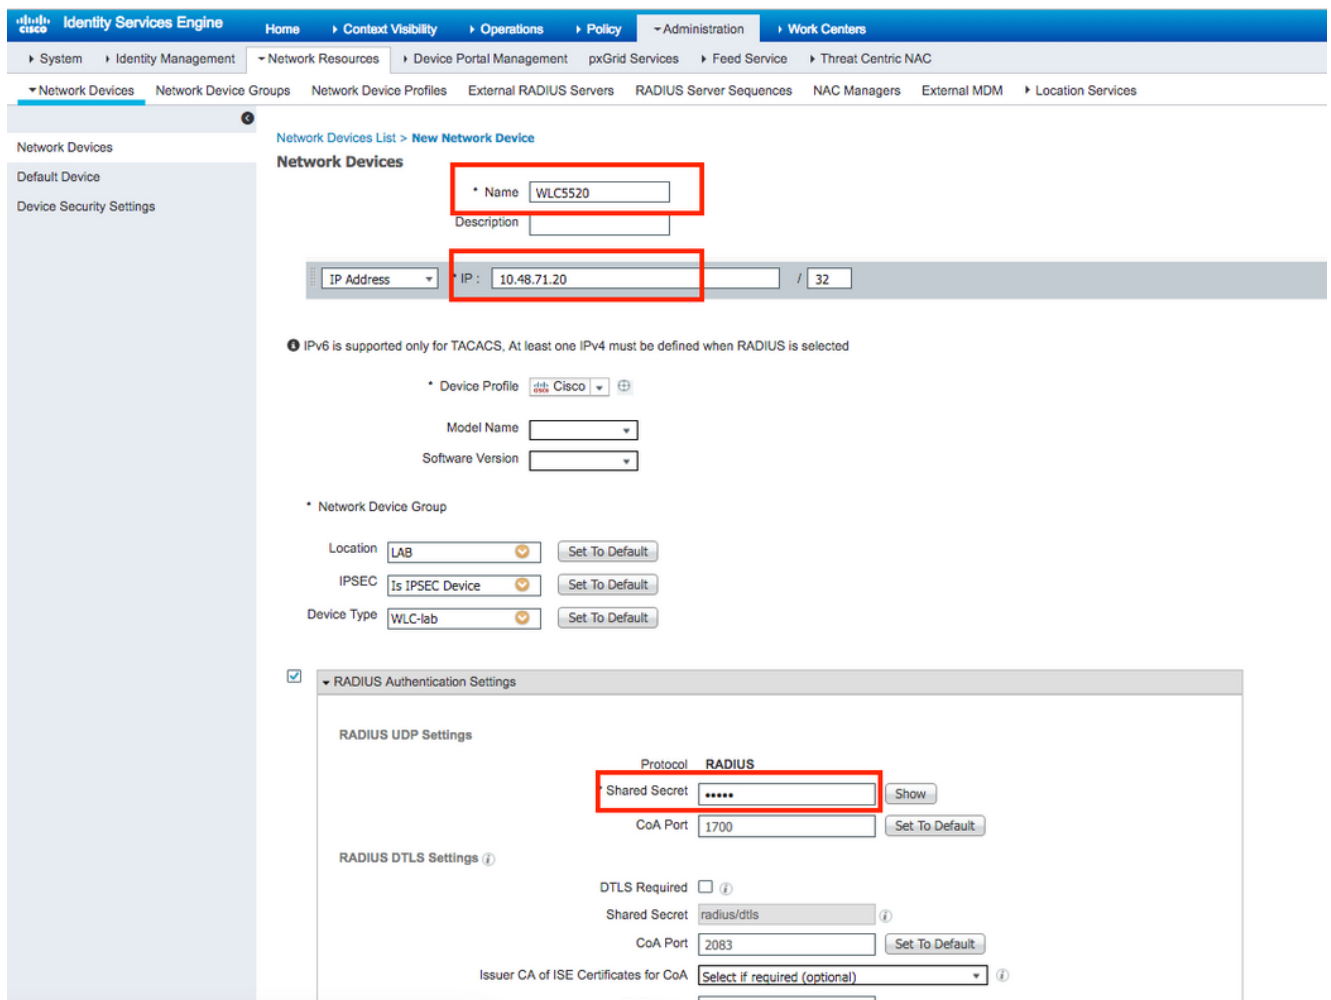 cisco Identity Services Engine Home Context Visibility Operations Policy Administration Work Centers
System Identity Management Network Resources Device Portal Management pxGrid Services Feed Service Threat Centric NAC
Network Devices Network Device Groups Network Device Profiles External RADIUS Servers RADIUS Server Sequences NAC Managers External MDM Location Services
Network Devices
Default Device
Device Security Settings
Network Devices List > New Network Device
Network Devices
* Name WLC5520
Description
IP Address * IP : 10.48.71.20 / 32
IPv6 is supported only for TACACS, At least one IPv4 must be defined when RADIUS is selected
* Device Profile Cisco
Model Name
Software Version
* Network Device Group
Location LAB Set To Default
IPSEC Is IPSEC Device Set To Default
Device Type WLC-lab Set To Default
RADIUS Authentication Settings
RADIUS UDP Settings
Protocol RADIUS
* Shared Secret ••••• Show
CoA Port 1700 Set To Default
RADIUS DTLS Settings
DTLS Required
Shared Secret radius/dtls
CoA Port 2083 Set To Default
Issuer CA of ISE Certificates for CoA Select if required (optional)